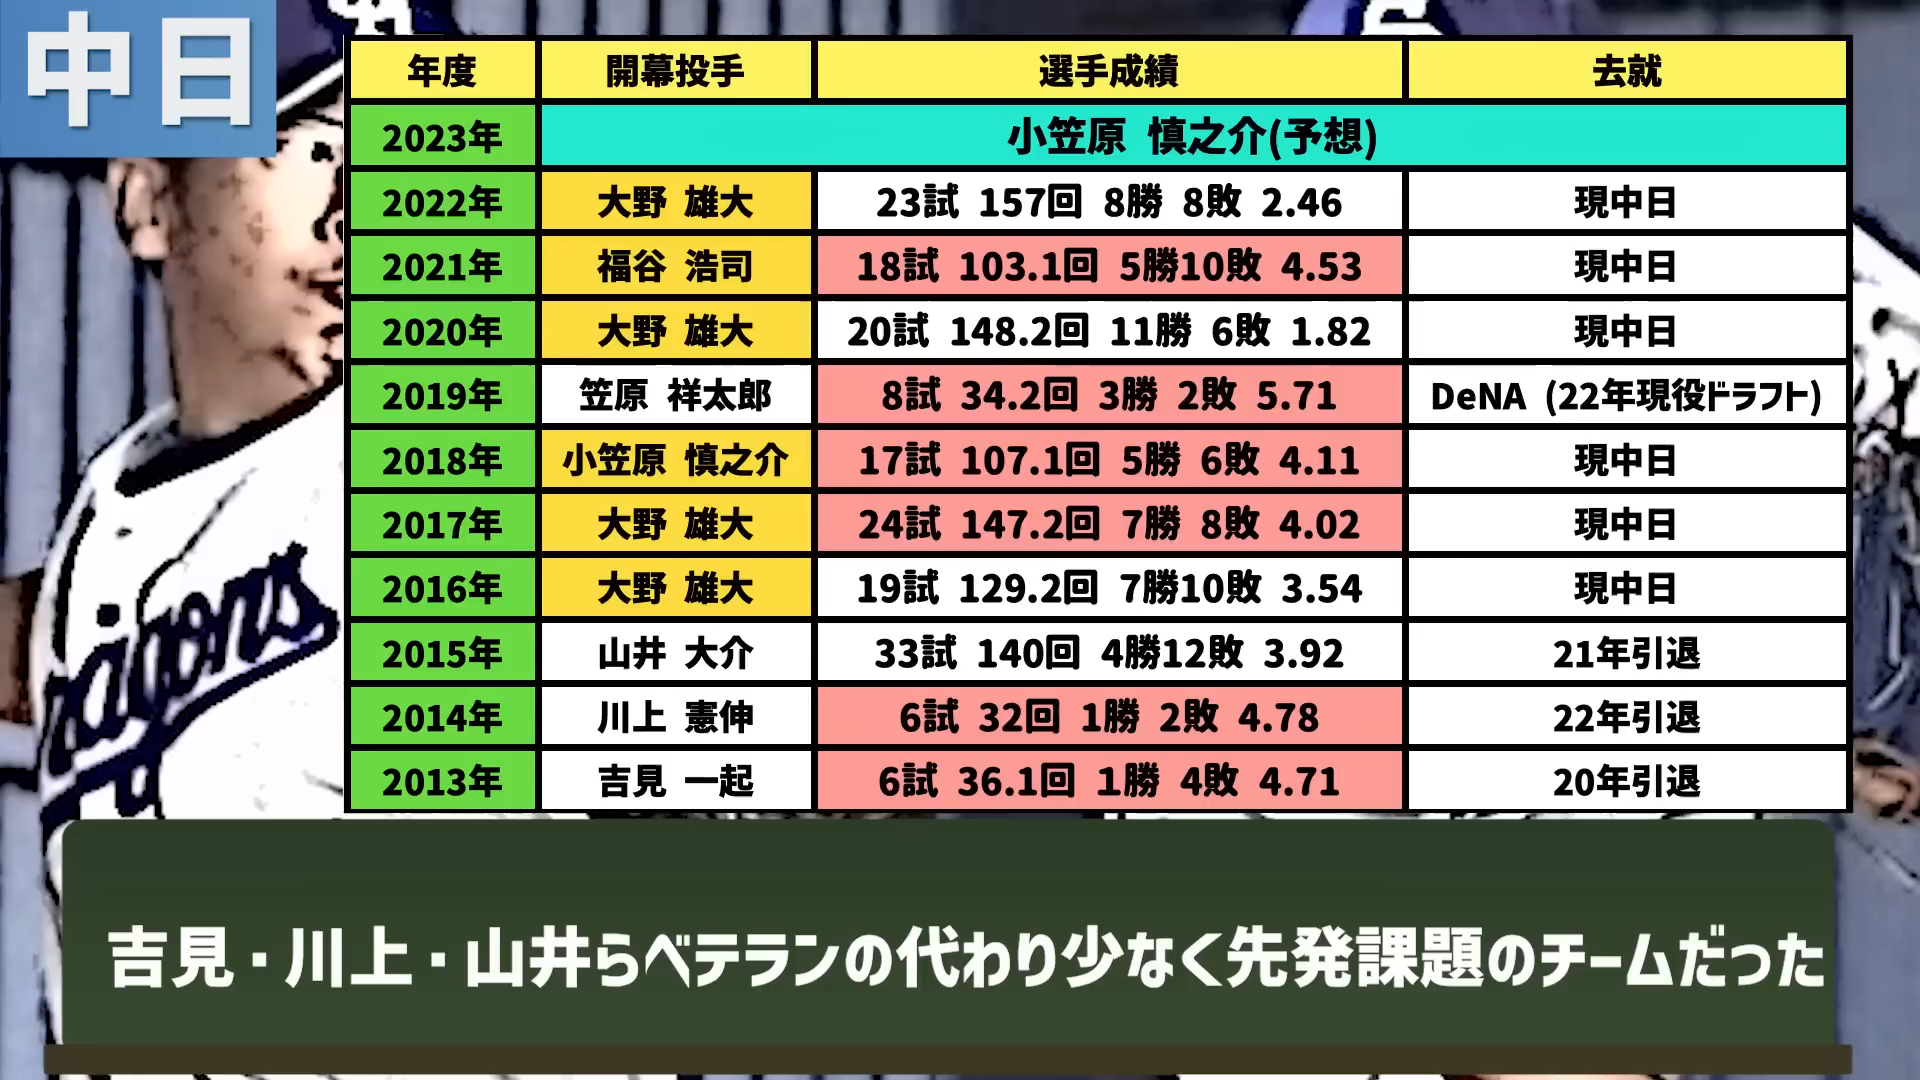 中日
年度 開幕投手 選手成績 去就
2023年 小笠原 慎之介(予想)
2022年 大野 雄大 23試 157回 8勝 8敗 2.46 現中日
2021年 福谷 浩司 18試 103.1回 5勝10敗 4.53 現中日
2020年 大野 雄大 20試 148.2回 11勝 6敗 1.82 現中日
2019年 笠原 祥太郎 8試 34.2回 3勝 2敗 5.71 DeNA (22年現役ドラフト)
2018年 小笠原 慎之介 17試 107.1回 5勝 6敗 4.11 現中日
2017年 大野 雄大 24試 147.2回 7勝 8敗 4.02 現中日
2016年 大野 雄大 19試 129.2回 7勝10敗 3.54 現中日
2015年 山井 大介 33試 140回 4勝12敗 3.92 21年引退
2014年 川上 憲伸 6試 32回 1勝 2敗 4.78 22年引退
2013年 吉見 一起 6試 36.1回 1勝 4敗 4.71 20年引退
Dragons
吉見・川上・山井らベテランの代わり少なく先発課題のチームだった